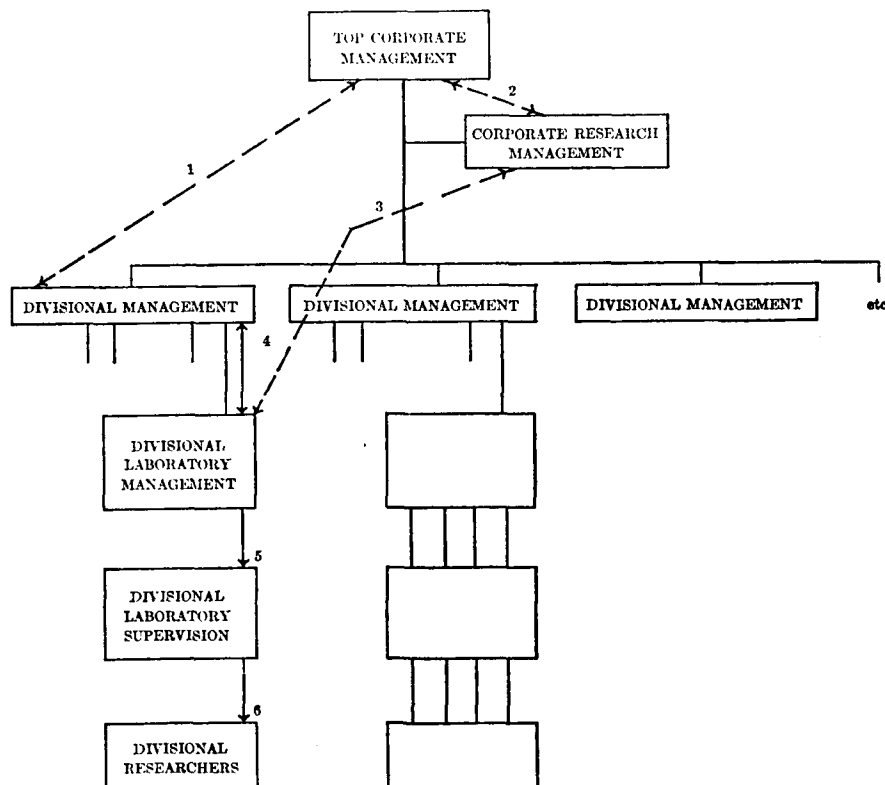 TOP CORPORATE
MANAGEMENT
2
CORPORATE RESEARCH
MANAGEMENT
1
3
DIVISIONAL MANAGEMENT
DIVISIONAL MANAGEMENT
DIVISIONAL MANAGEMENT
etc
4
DIVISIONAL
LABORATORY
MANAGEMENT
5
DIVISIONAL
LABORATORY
SUPERVISION
6
DIVISIONAL
RESEARCHERS